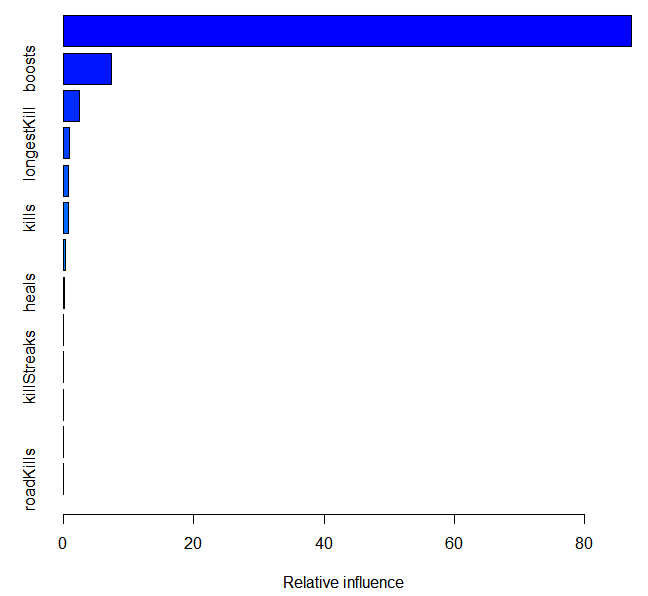 boosts
longestKill
kills
heals
killStreaks
roadKills
0 20 40 60 80
Relative influence